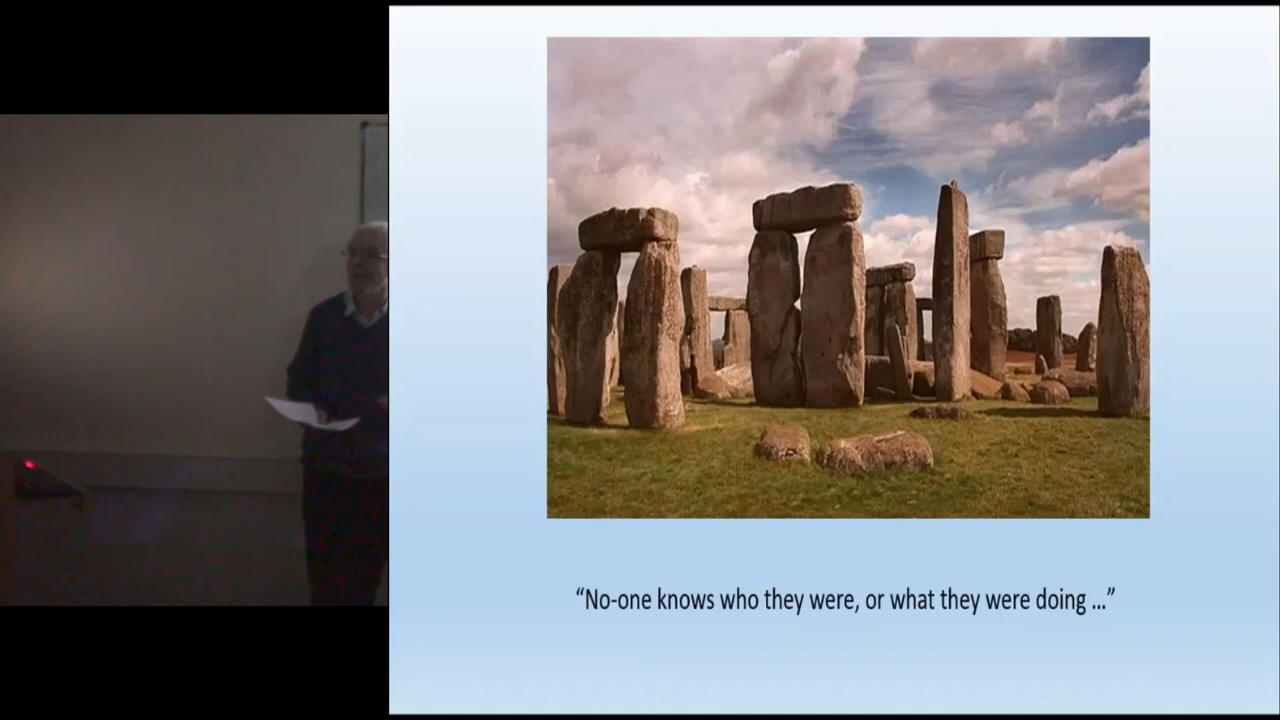 “No-one knows who they were, or what they were doing ...”